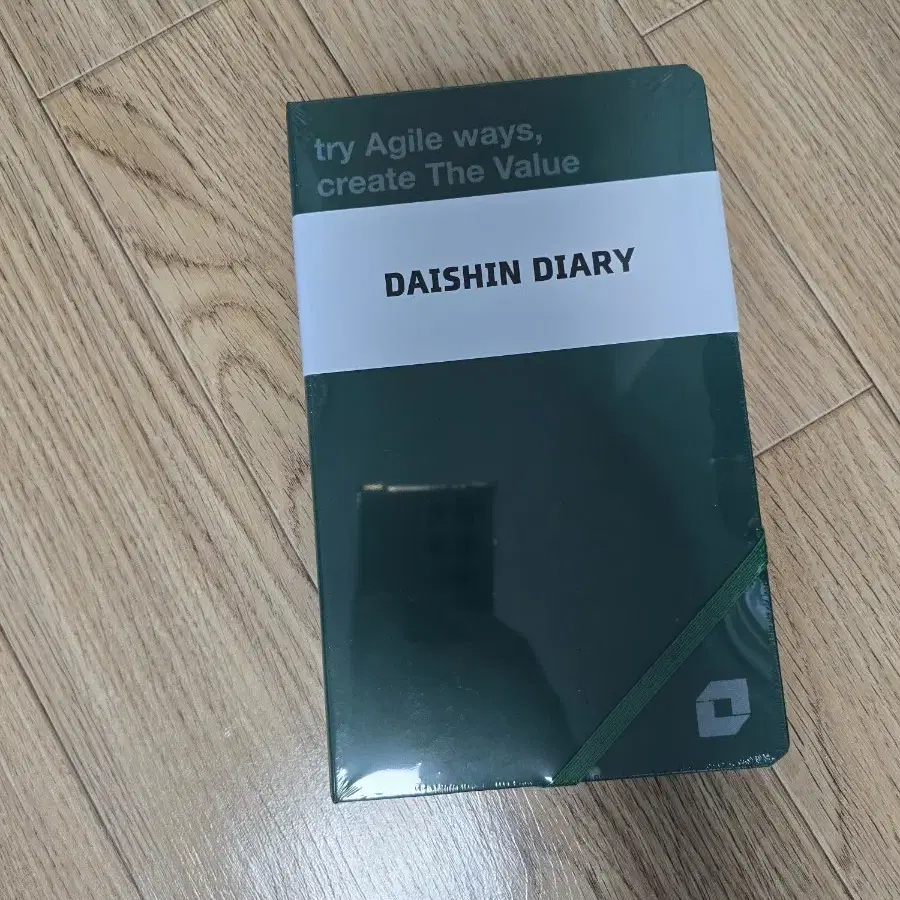 try Agile ways,
create The Value
DAISHIN DIARY